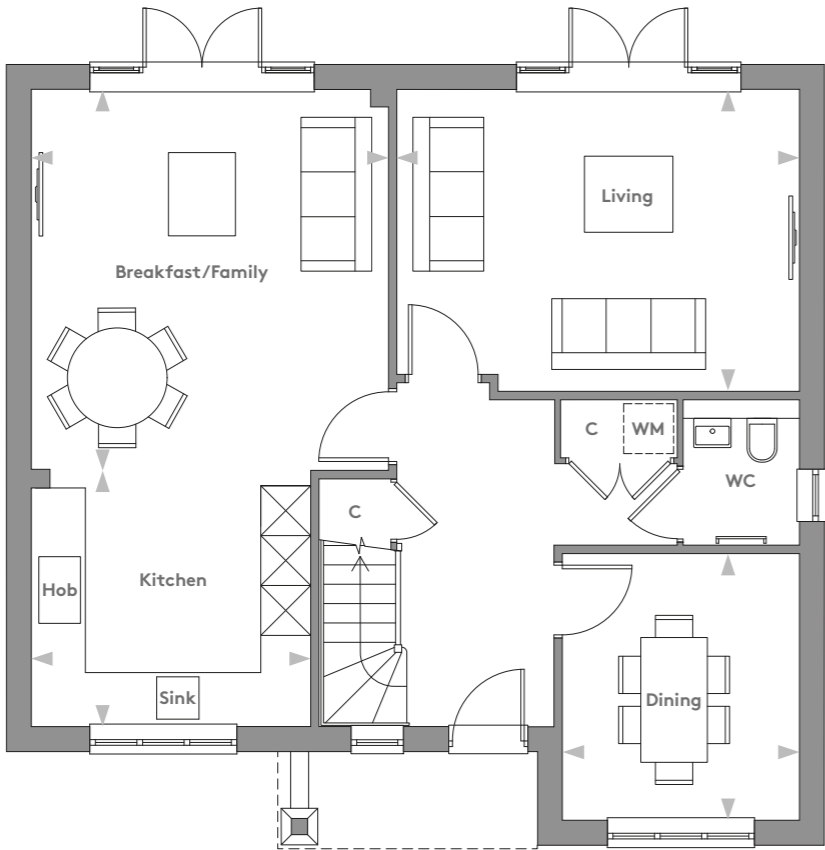 Living
Breakfast/Family
C
WM
WC
C
Kitchen
Hob
Sink
Dining